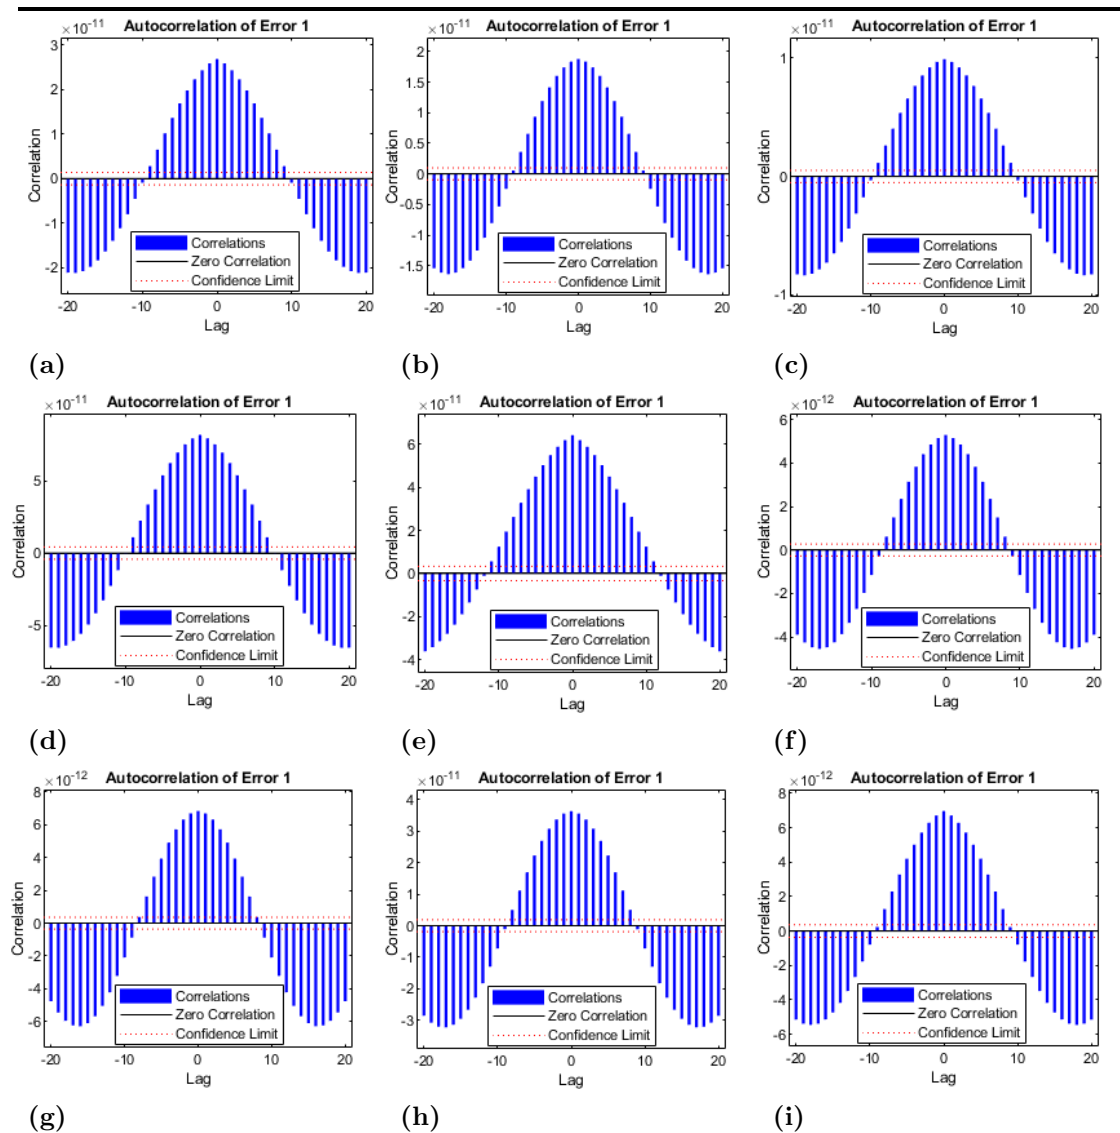 ×10⁻¹¹ Autocorrelation of Error 1
3
2
1
0
-1
-2
Correlation
Correlations
Zero Correlation
Confidence Limit
-20 -10 0 10 20
Lag
(a)
×10⁻¹¹ Autocorrelation of Error 1
2
1.5
1
0.5
0
-0.5
-1
-1.5
Correlation
Correlations
Zero Correlation
Confidence Limit
-20 -10 0 10 20
Lag
(b)
×10⁻¹¹ Autocorrelation of Error 1
1
0
-1
Correlation
Correlations
Zero Correlation
Confidence Limit
-20 -10 0 10 20
Lag
(c)
×10⁻¹¹ Autocorrelation of Error 1
5
0
-5
Correlation
Correlations
Zero Correlation
Confidence Limit
-20 -10 0 10 20
Lag
(d)
×10⁻¹¹ Autocorrelation of Error 1
6
4
2
0
-2
-4
Correlation
Correlations
Zero Correlation
Confidence Limit
-20 -10 0 10 20
Lag
(e)
×10⁻¹² Autocorrelation of Error 1
6
4
2
0
-2
-4
Correlation
Correlations
Zero Correlation
Confidence Limit
-20 -10 0 10 20
Lag
(f)
×10⁻¹² Autocorrelation of Error 1
8
6
4
2
0
-2
-4
-6
Correlation
Correlations
Zero Correlation
Confidence Limit
-20 -10 0 10 20
Lag
(g)
×10⁻¹¹ Autocorrelation of Error 1
4
3
2
1
0
-1
-2
-3
Correlation
Correlations
Zero Correlation
Confidence Limit
-20 -10 0 10 20
Lag
(h)
×10⁻¹² Autocorrelation of Error 1
8
6
4
2
0
-2
-4
-6
Correlation
Correlations
Zero Correlation
Confidence Limit
-20 -10 0 10 20
Lag
(i)